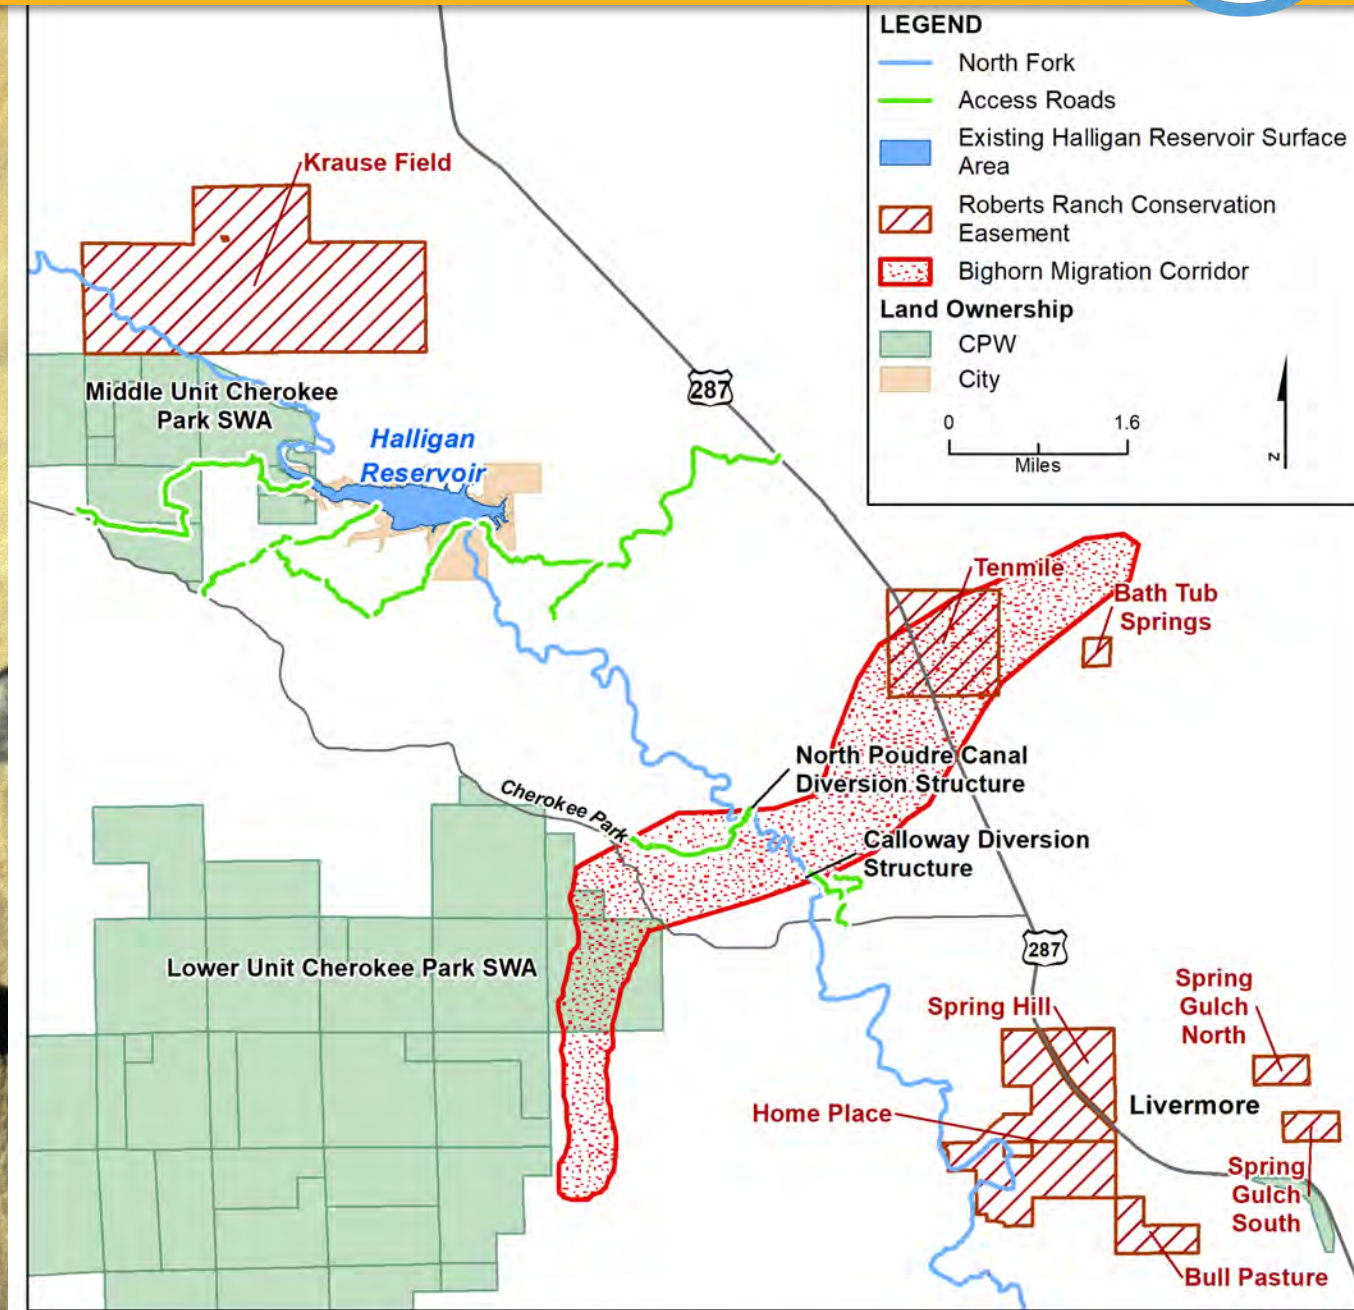 LEGEND
North Fork
Access Roads
Existing Halligan Reservoir Surface
Area
Roberts Ranch Conservation
Easement
Bighorn Migration Corridor
Land Ownership
CPW
City
0 1.6
Miles
N
Krause Field
Middle Unit Cherokee
Park SWA
Halligan
Reservoir
287
Tenmile
Bath Tub
Springs
North Poudre Canal
Diversion Structure
Cherokee Park
Calloway Diversion
Structure
Lower Unit Cherokee Park SWA
287
Spring
Gulch
North
Spring Hill
Livermore
Home Place
Spring
Gulch
South
Bull Pasture